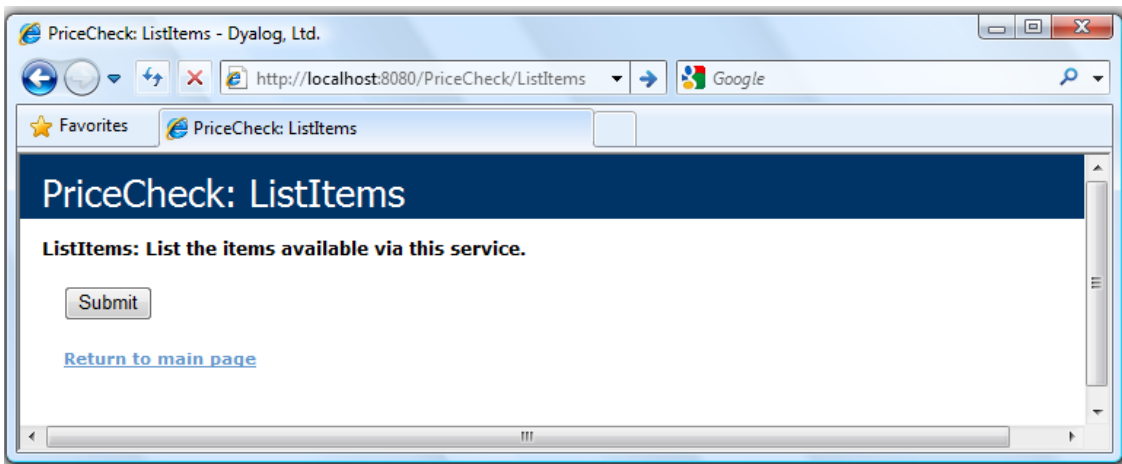 PriceCheck: ListItems - Dyalog, Ltd.
http://localhost:8080/PriceCheck/ListItems Google
Favorites PriceCheck: ListItems
PriceCheck: ListItems
ListItems: List the items available via this service.
Submit
Return to main page